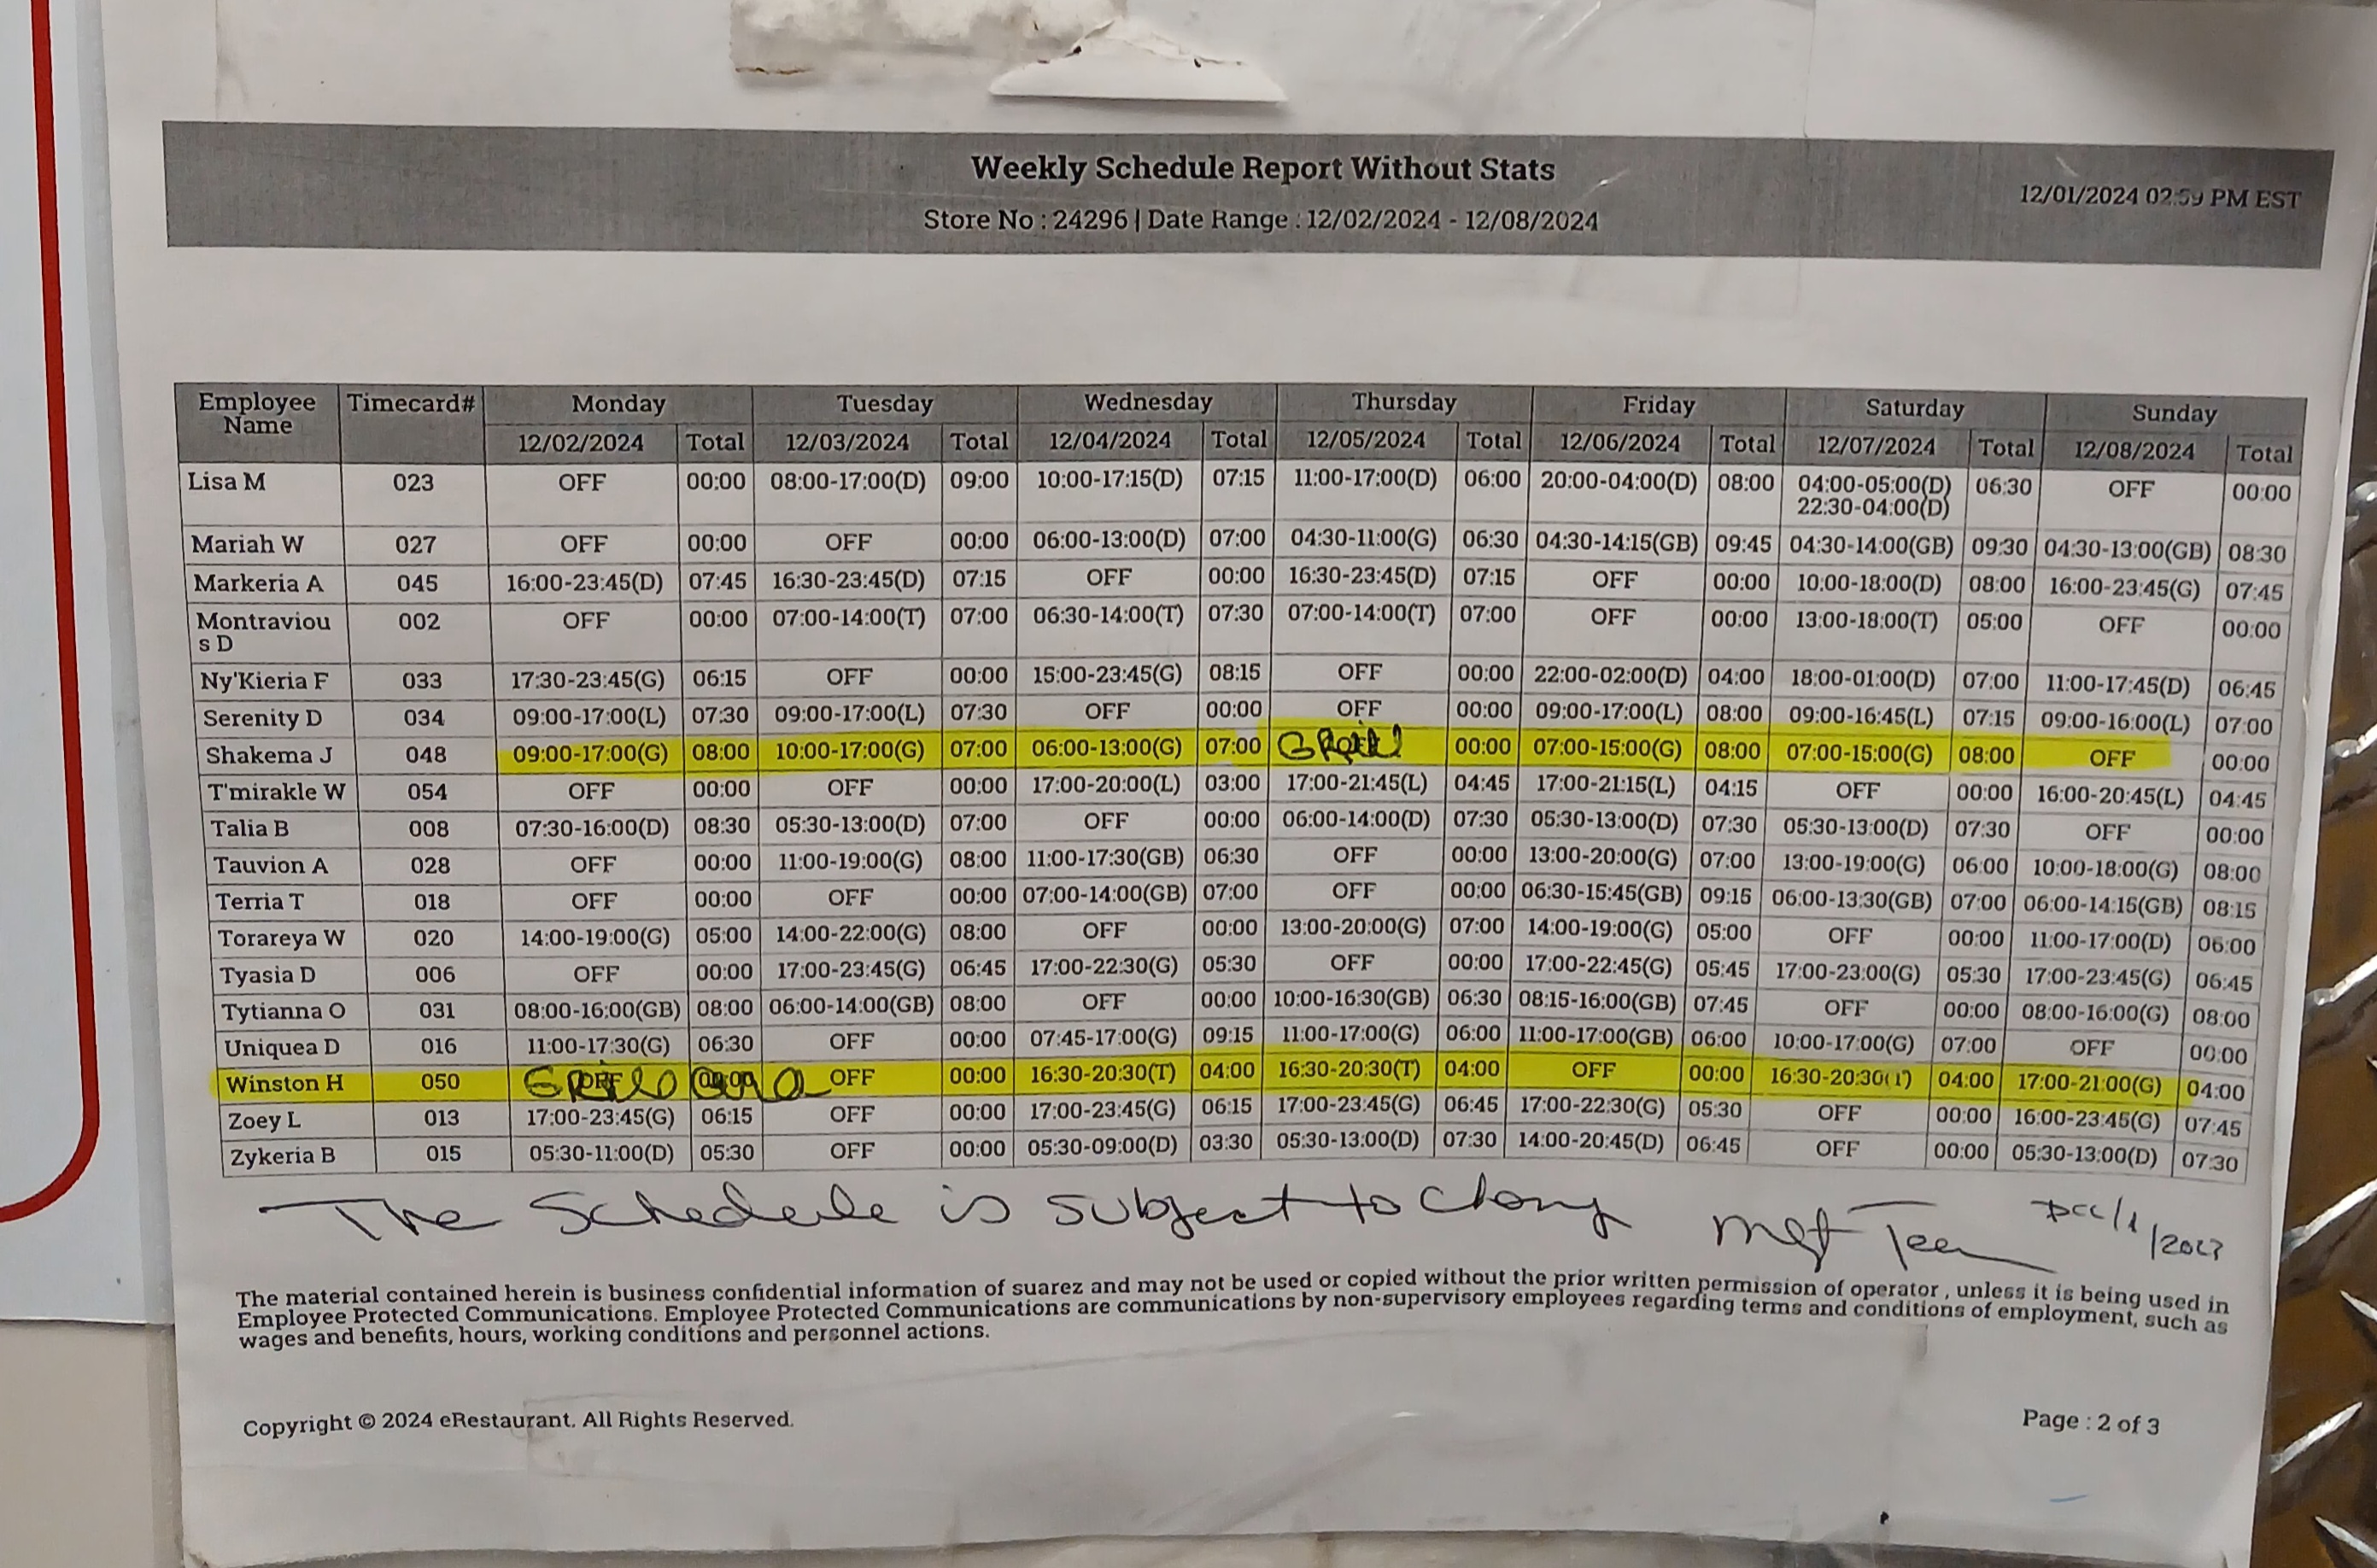 Weekly Schedule Report Without Stats
12/01/2024 02:59 PM EST
Store No : 24296 | Date Range : 12/02/2024 - 12/08/2024
Employee Name Timecard# Monday Tuesday Wednesday Thursday Friday Saturday Sunday
12/02/2024 Total 12/03/2024 Total 12/04/2024 Total 12/05/2024 Total 12/06/2024 Total 12/07/2024 Total 12/08/2024 Total
Lisa M 023 OFF 00:00 08:00-17:00(D) 09:00 10:00-17:15(D) 07:15 11:00-17:00(D) 06:00 20:00-04:00(D) 08:00 04:00-05:00(D) 22:30-04:00(D) 06:30 OFF 00:00
Mariah W 027 OFF 00:00 OFF 00:00 06:00-13:00(D) 07:00 04:30-11:00(G) 06:30 04:30-14:15(GB) 09:45 04:30-14:00(GB) 09:30 04:30-13:00(GB) 08:30
Markeria A 045 16:00-23:45(D) 07:45 16:30-23:45(D) 07:15 OFF 00:00 16:30-23:45(D) 07:15 OFF 00:00 10:00-18:00(D) 08:00 16:00-23:45(G) 07:45
Montraviou s D 002 OFF 00:00 07:00-14:00(T) 07:00 06:30-14:00(T) 07:30 07:00-14:00(T) 07:00 OFF 00:00 13:00-18:00(T) 05:00 OFF 00:00
Ny'Kieria F 033 17:30-23:45(G) 06:15 OFF 00:00 15:00-23:45(G) 08:15 OFF 00:00 22:00-02:00(D) 04:00 18:00-01:00(D) 07:00 11:00-17:45(D) 06:45
Serenity D 034 09:00-17:00(L) 07:30 09:00-17:00(L) 07:30 OFF 00:00 OFF 00:00 09:00-17:00(L) 08:00 09:00-16:45(L) 07:15 09:00-16:00(L) 07:00
Shakema J 048 09:00-17:00(G) 08:00 10:00-17:00(G) 07:00 06:00-13:00(G) 07:00 00:00 07:00-15:00(G) 08:00 07:00-15:00(G) 08:00 OFF 00:00
T'mirakle W 054 OFF 00:00 OFF 00:00 17:00-20:00(L) 03:00 17:00-21:45(L) 04:45 17:00-21:15(L) 04:15 OFF 00:00 16:00-20:45(L) 04:45
Talia B 008 07:30-16:00(D) 08:30 05:30-13:00(D) 07:00 OFF 00:00 06:00-14:00(D) 07:30 05:30-13:00(D) 07:30 05:30-13:00(D) 07:30 OFF 00:00
Tauvion A 028 OFF 00:00 11:00-19:00(G) 08:00 11:00-17:30(GB) 06:30 OFF 00:00 13:00-20:00(G) 07:00 13:00-19:00(G) 06:00 10:00-18:00(G) 08:00
Terria T 018 OFF 00:00 OFF 00:00 07:00-14:00(GB) 07:00 OFF 00:00 06:30-15:45(GB) 09:15 06:00-13:30(GB) 07:00 06:00-14:15(GB) 08:15
Torareya W 020 14:00-19:00(G) 05:00 14:00-22:00(G) 08:00 OFF 00:00 13:00-20:00(G) 07:00 14:00-19:00(G) 05:00 OFF 00:00 11:00-17:00(D) 06:00
Tyasia D 006 OFF 00:00 17:00-23:45(G) 06:45 17:00-22:30(G) 05:30 OFF 00:00 17:00-22:45(G) 05:45 17:00-23:00(G) 05:30 17:00-23:45(G) 06:45
Tytianna O 031 08:00-16:00(GB) 08:00 06:00-14:00(GB) 08:00 OFF 00:00 10:00-16:30(GB) 06:30 08:15-16:00(GB) 07:45 OFF 00:00 08:00-16:00(G) 08:00
Uniquea D 016 11:00-17:30(G) 06:30 OFF 00:00 07:45-17:00(G) 09:15 11:00-17:00(G) 06:00 11:00-17:00(GB) 06:00 10:00-17:00(G) 07:00 OFF 00:00
Winston H 050 OFF 00:00 OFF 00:00 16:30-20:30(T) 04:00 16:30-20:30(T) 04:00 OFF 00:00 16:30-20:30(T) 04:00 17:00-21:00(G) 04:00
Zoey L 013 17:00-23:45(G) 06:15 OFF 00:00 17:00-23:45(G) 06:15 17:00-23:45(G) 06:45 17:00-22:30(G) 05:30 OFF 00:00 16:00-23:45(G) 07:45
Zykeria B 015 05:30-11:00(D) 05:30 OFF 00:00 05:30-09:00(D) 03:30 05:30-13:00(D) 07:30 14:00-20:45(D) 06:45 OFF 00:00 05:30-13:00(D) 07:30
The Schedule is subject to
The material contained herein is business confidential information of suarez and may not be used or copied without the prior written permission of operator , unless it is being used in
Employee Protected Communications. Employee Protected Communications are communications by non-supervisory employees regarding terms and conditions of employment, such as
wages and benefits, hours, working conditions and personnel actions.
Copyright © 2024 eRestaurant. All Rights Reserved.
Page : 2 of 3